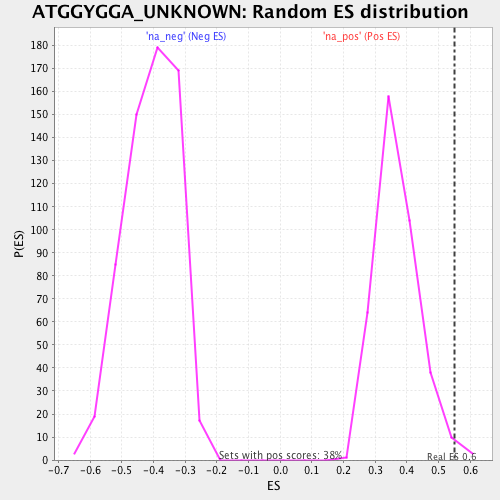 ATGGYGGA_UNKNOWN: Random ES distribution
'na_neg' (Neg ES) 'na_pos' (Pos ES)
180
170
160
150
140
130
120
110
100
90
80
70
60
50
40
30
20
10
0
P(ES)
Sets with pos scores: 38%
Real ES 0.6
-0.7 -0.6 -0.5 -0.4 -0.3 -0.2 -0.1 0.0 0.1 0.2 0.3 0.4 0.5 0.6
ES